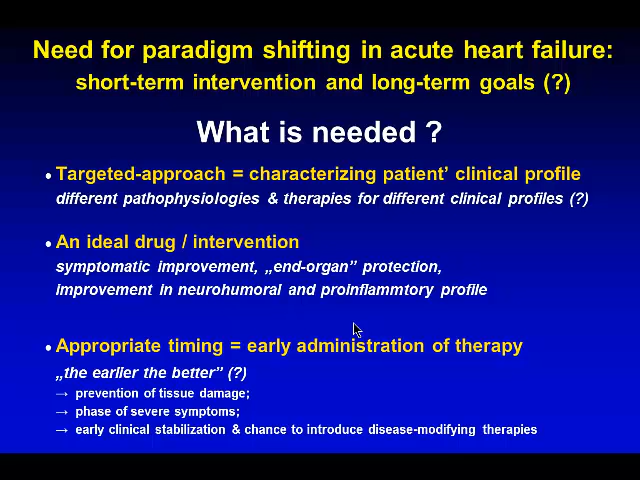 Need for paradigm shifting in acute heart failure:
short-term intervention and long-term goals (?)
What is needed ?
• Targeted-approach = characterizing patient' clinical profile
different pathophysiologies & therapies for different clinical profiles (?)
• An ideal drug / intervention
symptomatic improvement, „end-organ” protection,
improvement in neurohumoral and proinflammtory profile
• Appropriate timing = early administration of therapy
„the earlier the better” (?)
→ prevention of tissue damage;
→ phase of severe symptoms;
→ early clinical stabilization & chance to introduce disease-modifying therapies